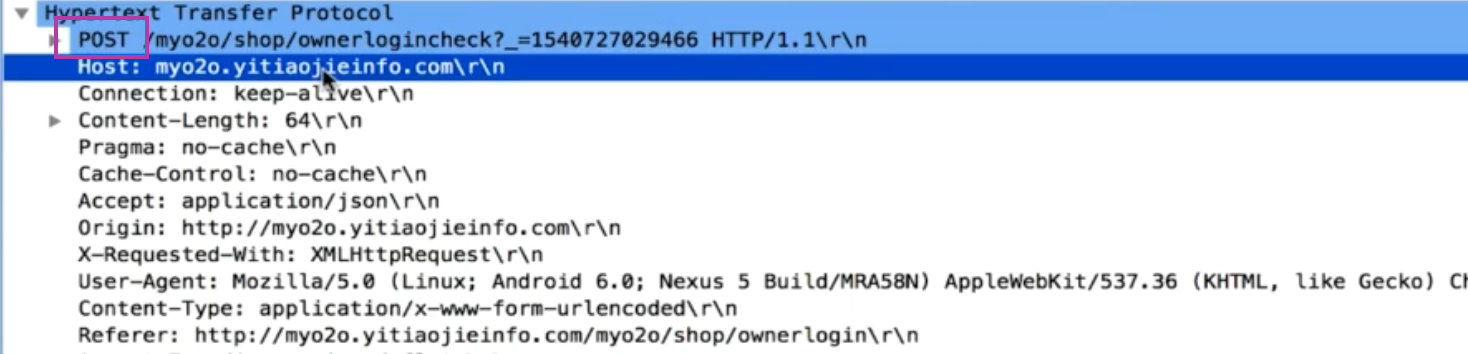 Hypertext Transfer Protocol
POST /myo2o/shop/ownerlogincheck?_=1540727029466 HTTP/1.1\r\n
Host: myo2o.yitiaojieinfo.com\r\n
Connection: keep-alive\r\n
Content-Length: 64\r\n
Pragma: no-cache\r\n
Cache-Control: no-cache\r\n
Accept: application/json\r\n
Origin: http://myo2o.yitiaojieinfo.com\r\n
X-Requested-With: XMLHttpRequest\r\n
User-Agent: Mozilla/5.0 (Linux; Android 6.0; Nexus 5 Build/MRA58N) AppleWebKit/537.36 (KHTML, like Gecko)
Content-Type: application/x-www-form-urlencoded\r\n
Referer: http://myo2o.yitiaojieinfo.com/myo2o/shop/ownerlogin\r\n